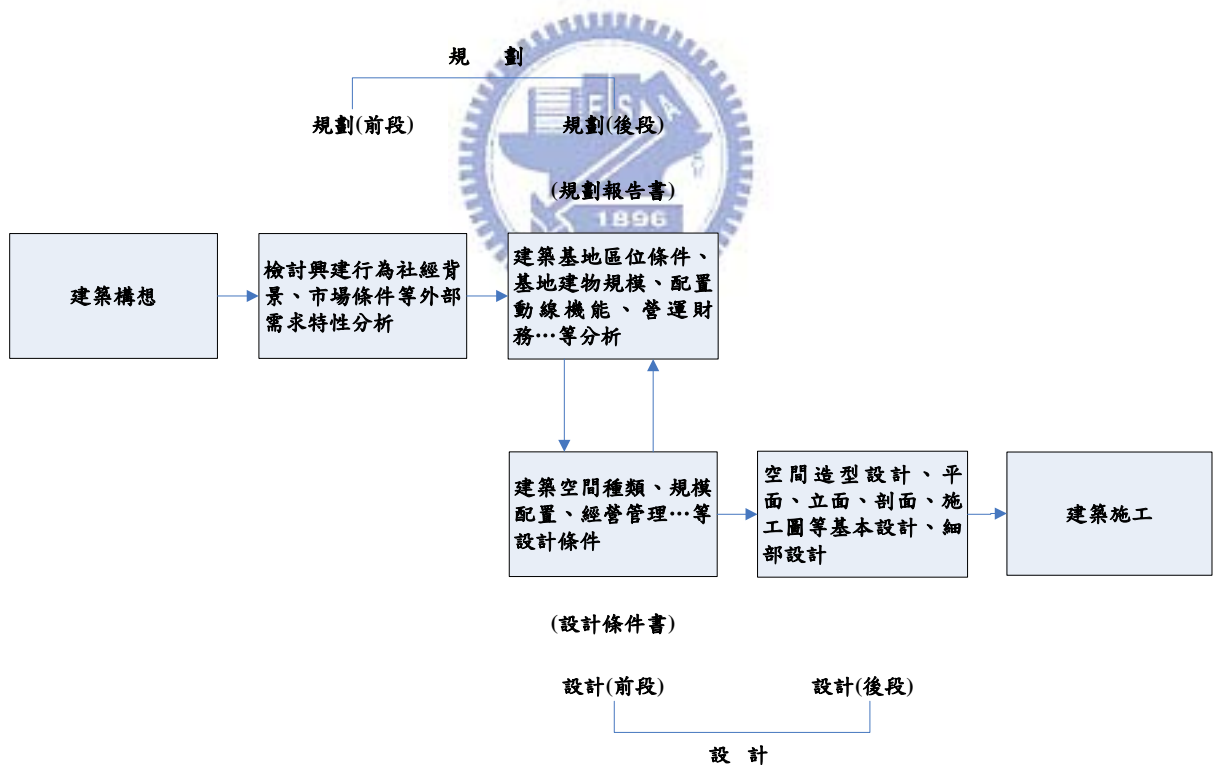 規 劃
規劃(前段)
規劃(後段)
ESA
(規劃報告書)
1896
建築構想
檢討興建行為社經背
景、市場條件等外部
需求特性分析
建築基地區位條件、
基地建物規模、配置
動線機能、營運財
務…等分析
建築空間種類、規模
配置、經營管理…等
設計條件
空間造型設計、平
面、立面、剖面、施
工圖等基本設計、細
部設計
建築施工
(設計條件書)
設計(前段)
設計(後段)
設 計